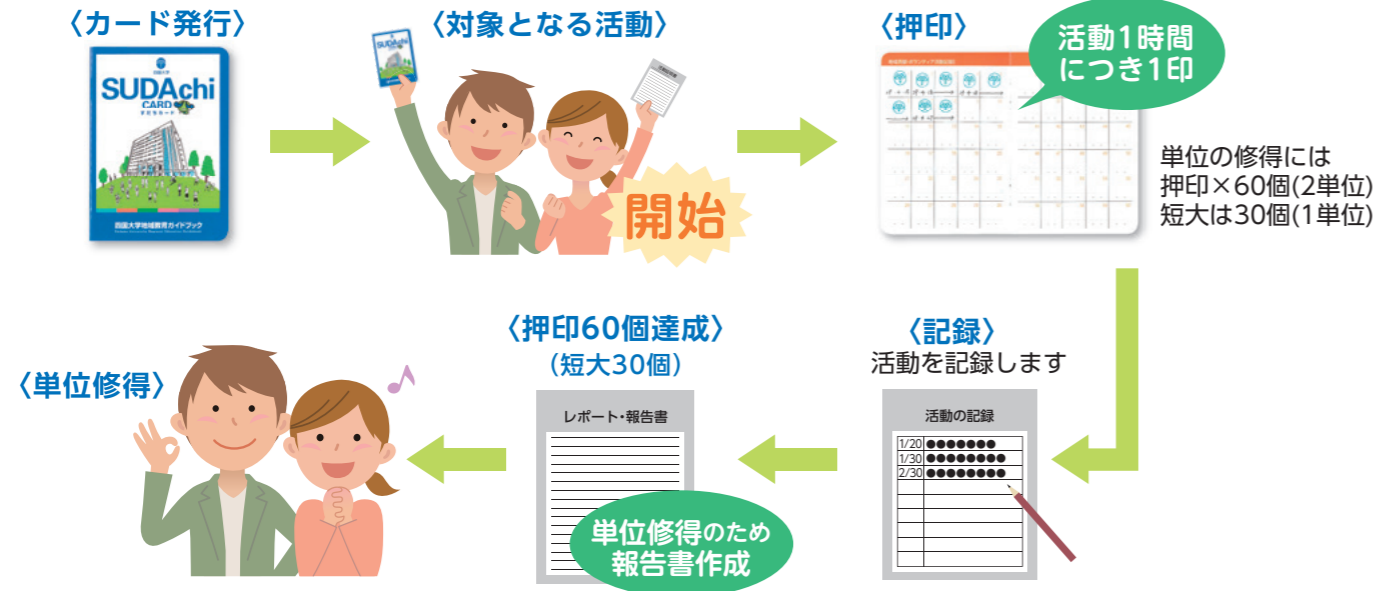 〈カード発行〉
四国大学
SUDAchi
CARD
すだちカード
四国大学地域教育ガイドブック
〈対象となる活動〉
SUDAchi
開始
〈押印〉
活動1時間
につき1印
単位の修得には
押印×60個(2単位)
短大は30個(1単位)
〈記録〉
活動を記録します
活動の記録
1/20 ●●●●●●●
1/30 ●●●●●●●●
2/30 ●●●●●●●●
〈押印60個達成〉
(短大30個)
レポート・報告書
単位修得のため
報告書作成
〈単位修得〉